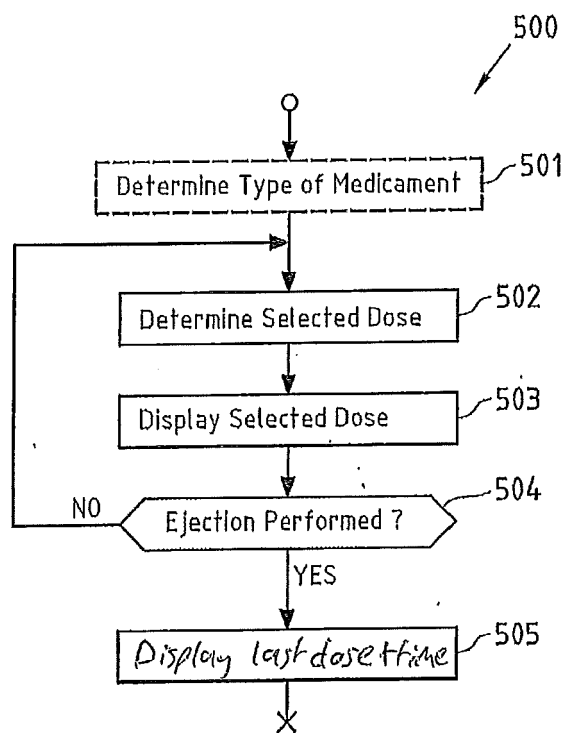 500
Determine Type of Medicament
501
Determine Selected Dose
502
Display Selected Dose
503
Ejection Performed ?
504
NO
YES
Display last dose + time
505